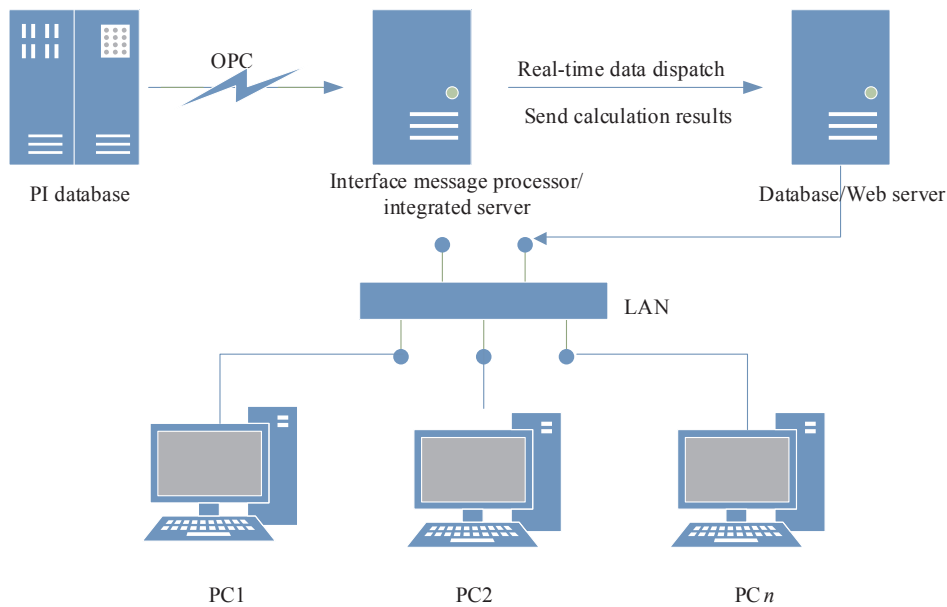 OPC
Real-time data dispatch
Send calculation results
PI database
Interface message processor/
integrated server
Database/Web server
LAN
PC1
PC2
PCn